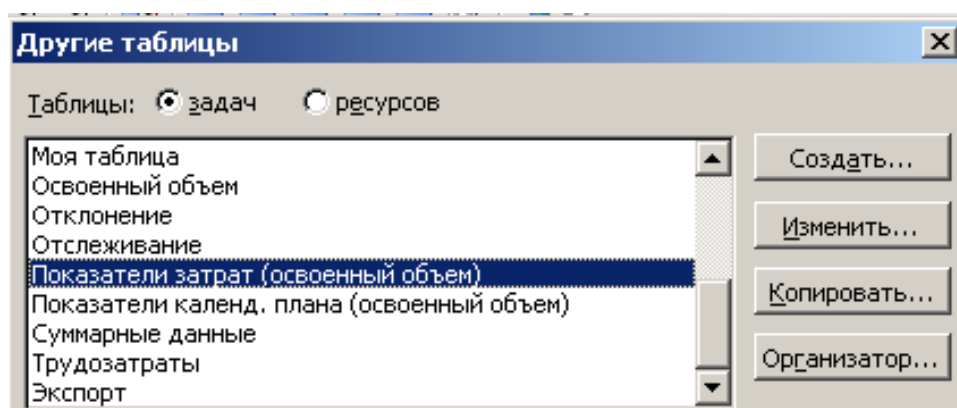 Другие таблицы
Таблицы: задач ресурсов
Моя таблица
Освоенный объем
Отклонение
Отслеживание
Показатели затрат (освоенный объем)
Показатели календ. плана (освоенный объем)
Суммарные данные
Трудозатраты
Экспорт
Создать...
Изменить...
Копировать...
Организатор...